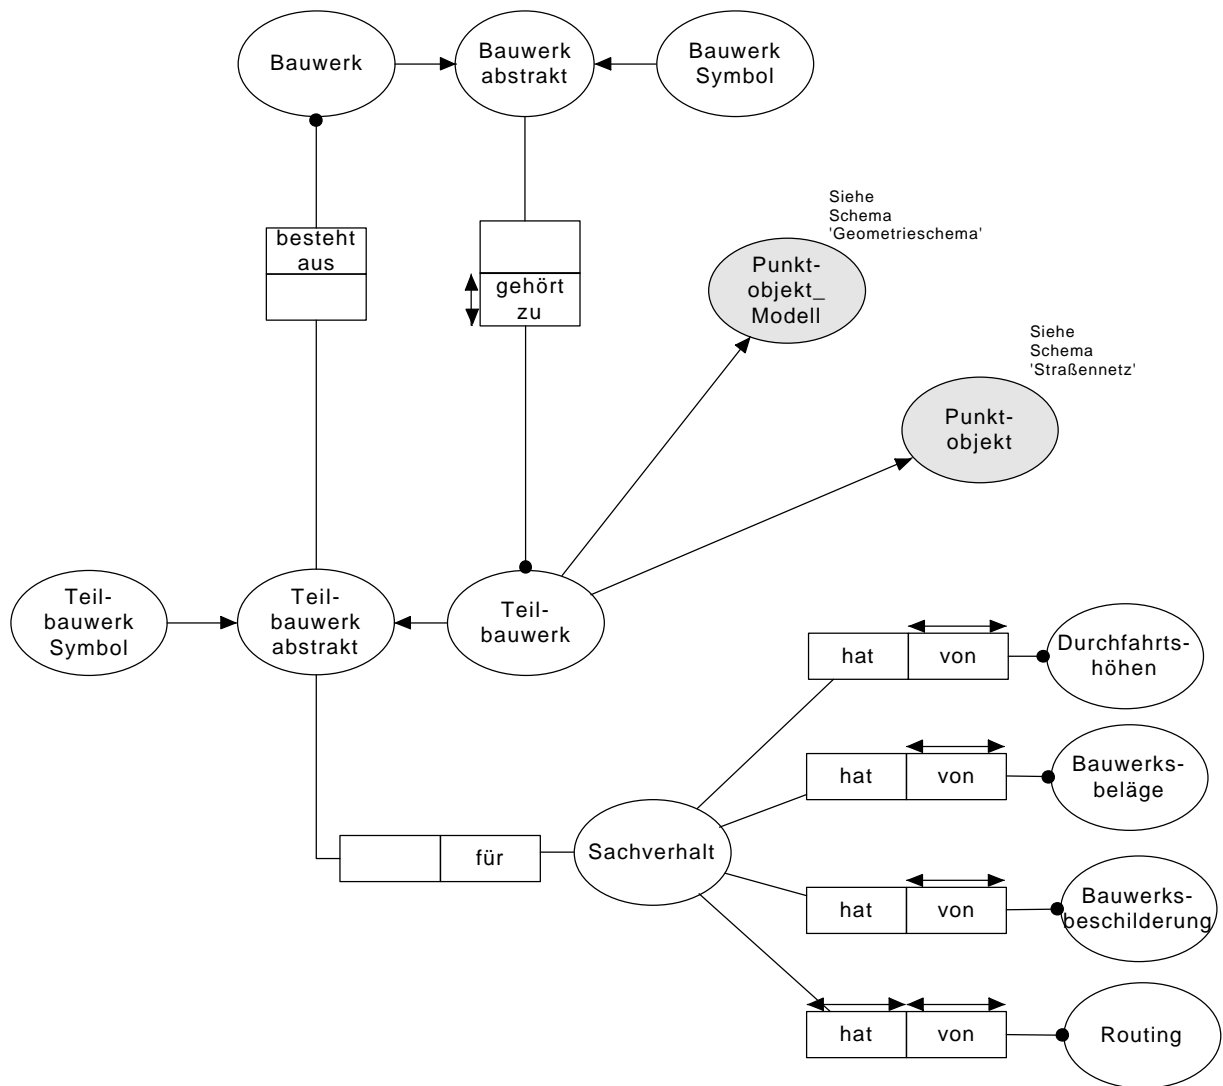 Bauwerk
Bauwerk
abstrakt
Bauwerk
Symbol
Siehe
Schema
'Geometrieschema'
besteht
aus
gehört
zu
Punkt-
objekt_
Modell
Siehe
Schema
'Straßennetz'
Punkt-
objekt
Teil-
bauwerk
Symbol
Teil-
bauwerk
abstrakt
Teil-
bauwerk
hat
von
Durchfahrts-
höhen
hat
von
Bauwerks-
beläge
für
Sachverhalt
hat
von
Bauwerks-
beschilderung
hat
von
Routing